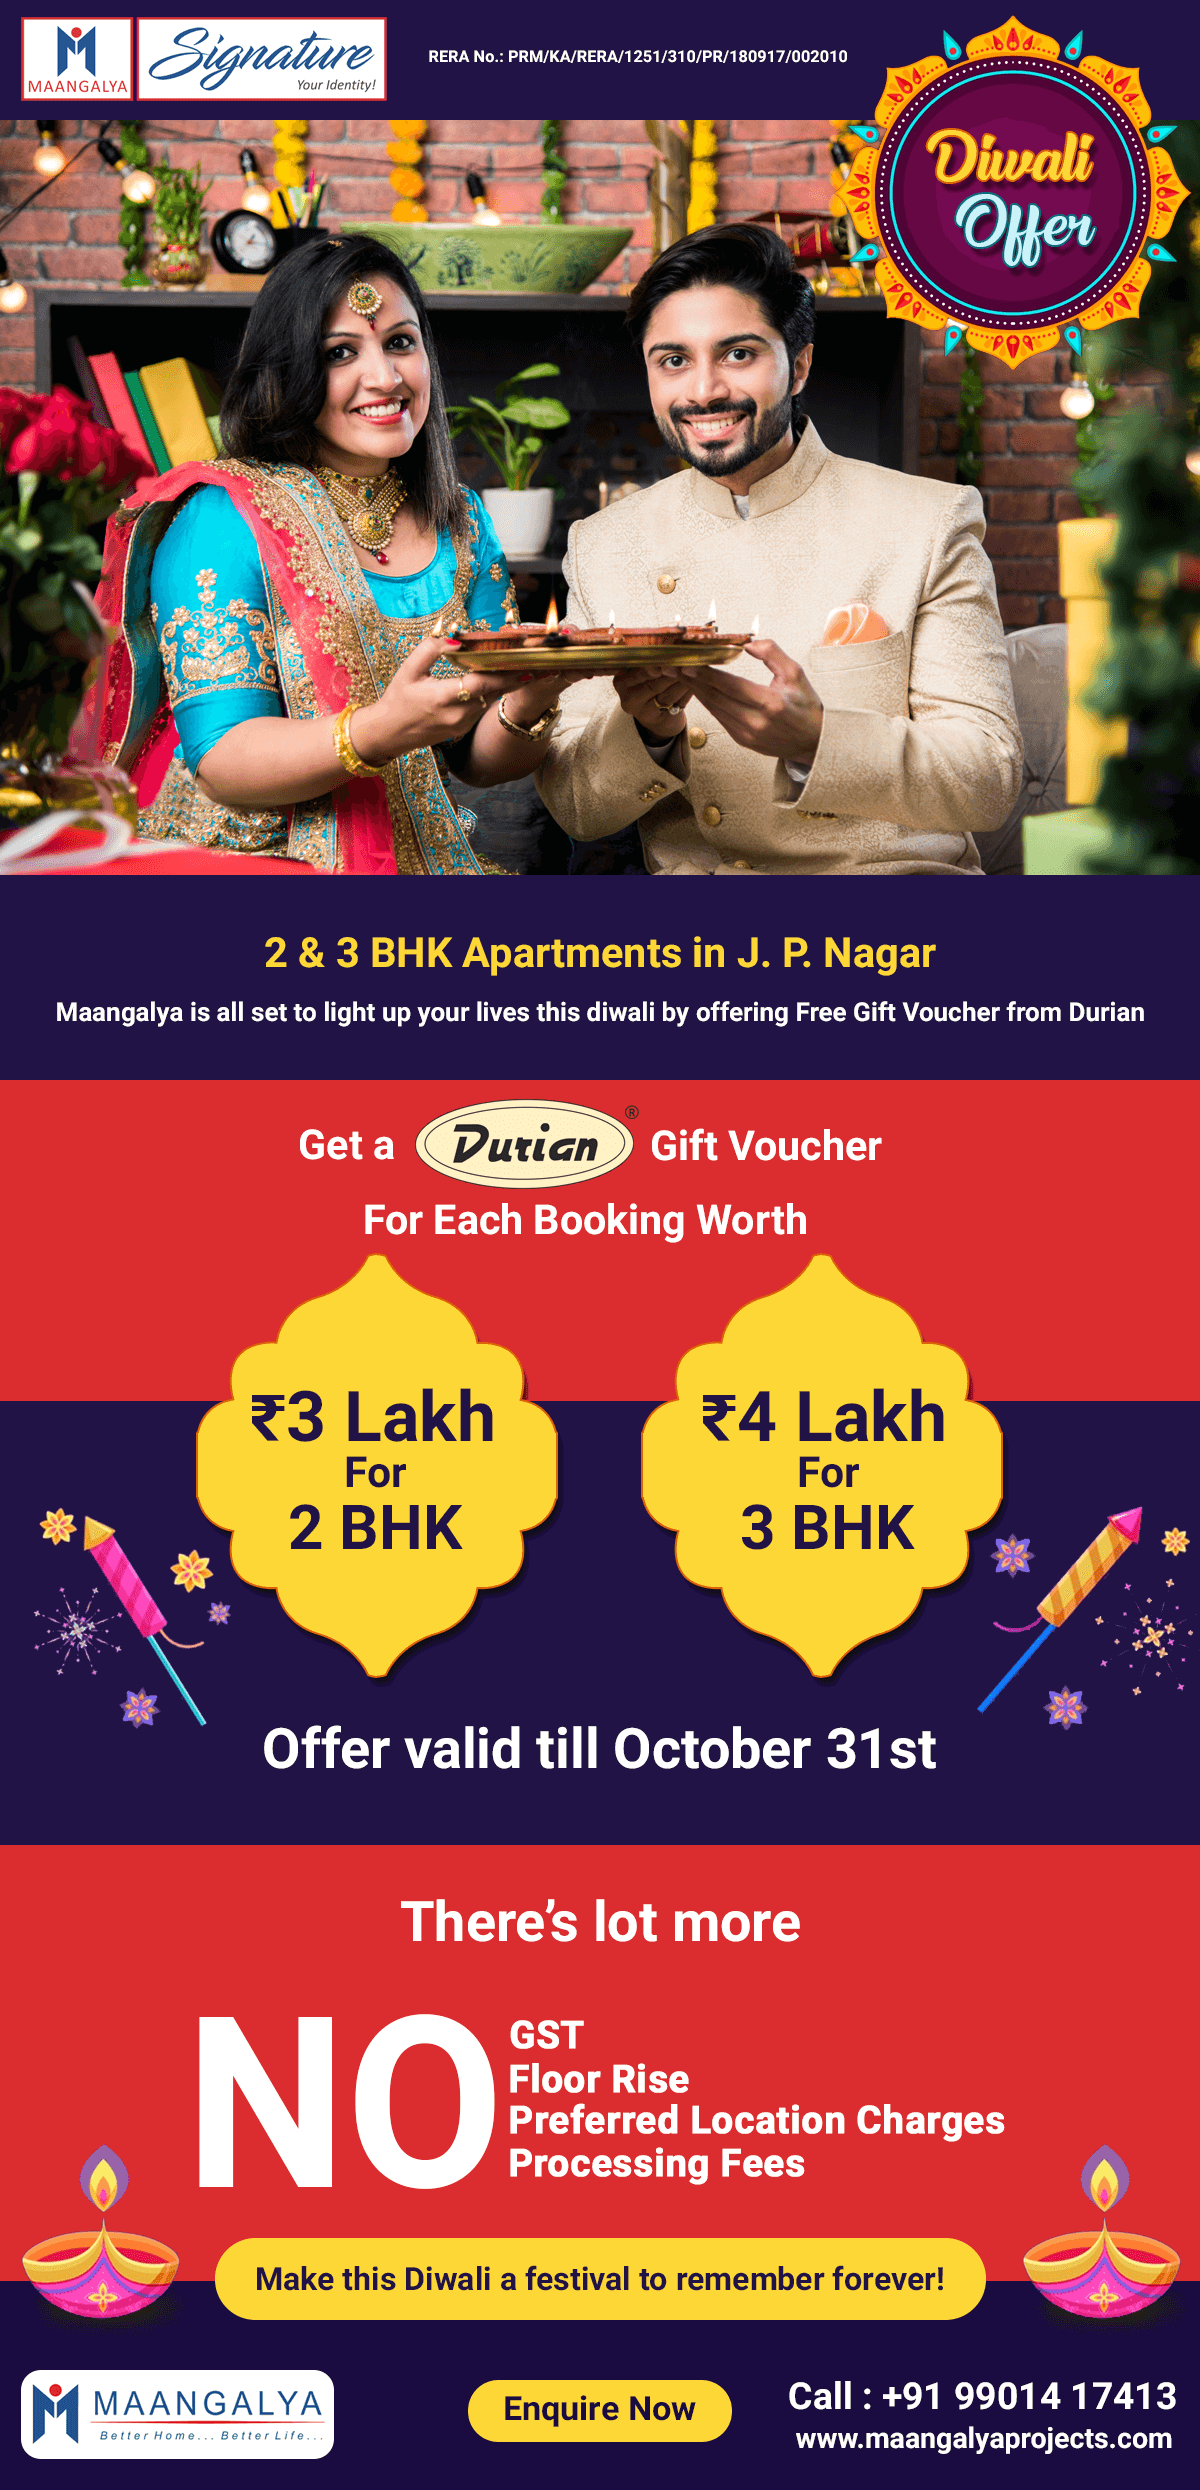 MAANGALYA
Signature
Your Identity!
RERA No.: PRM/KA/RERA/1251/310/PR/180917/002010
Diwali
Offer
2 & 3 BHK Apartments in J. P. Nagar
Maangalya is all set to light up your lives this diwali by offering Free Gift Voucher from Durian
Get a Durian ® Gift Voucher
For Each Booking Worth
₹3 Lakh
For
2 BHK
₹4 Lakh
For
3 BHK
Offer valid till October 31st
There's lot more
NO
GST
Floor Rise
Preferred Location Charges
Processing Fees
Make this Diwali a festival to remember forever!
MAANGALYA
Better Home... Better Life...
Enquire Now
Call : +91 99014 17413
www.maangalyaprojects.com